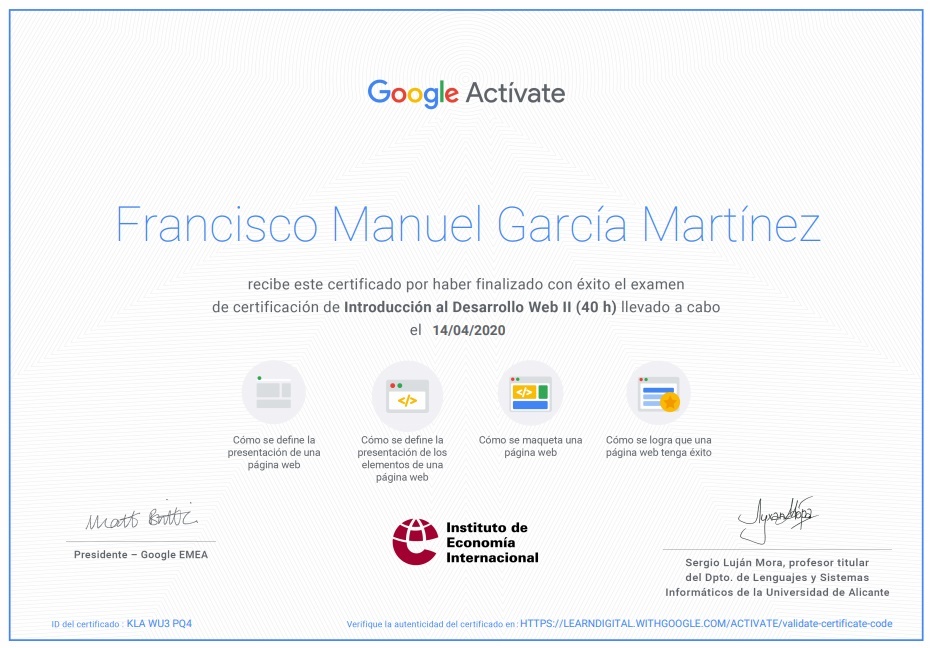 Google Actívate
Francisco Manuel García Martínez
recibe este certificado por haber finalizado con éxito el examen
de certificación de Introducción al Desarrollo Web II (40 h) llevado a cabo
el 14/04/2020
</>
</>
Cómo se define la
presentación de una
página web
Cómo se define la
presentación de los
elementos de una
página web
Cómo se maqueta una
página web
Cómo se logra que una
página web tenga éxito
Matt Brittin
Presidente – Google EMEA
Instituto de
Economía
Internacional
Sergio Luján Mora, profesor titular
del Dpto. de Lenguajes y Sistemas
Informáticos de la Universidad de Alicante
ID del certificado : KLA WU3 PQ4
Verifique la autenticidad del certificado en: HTTPS://LEARNDIGITAL.WITHGOOGLE.COM/ACTIVATE/validate-certificate-code